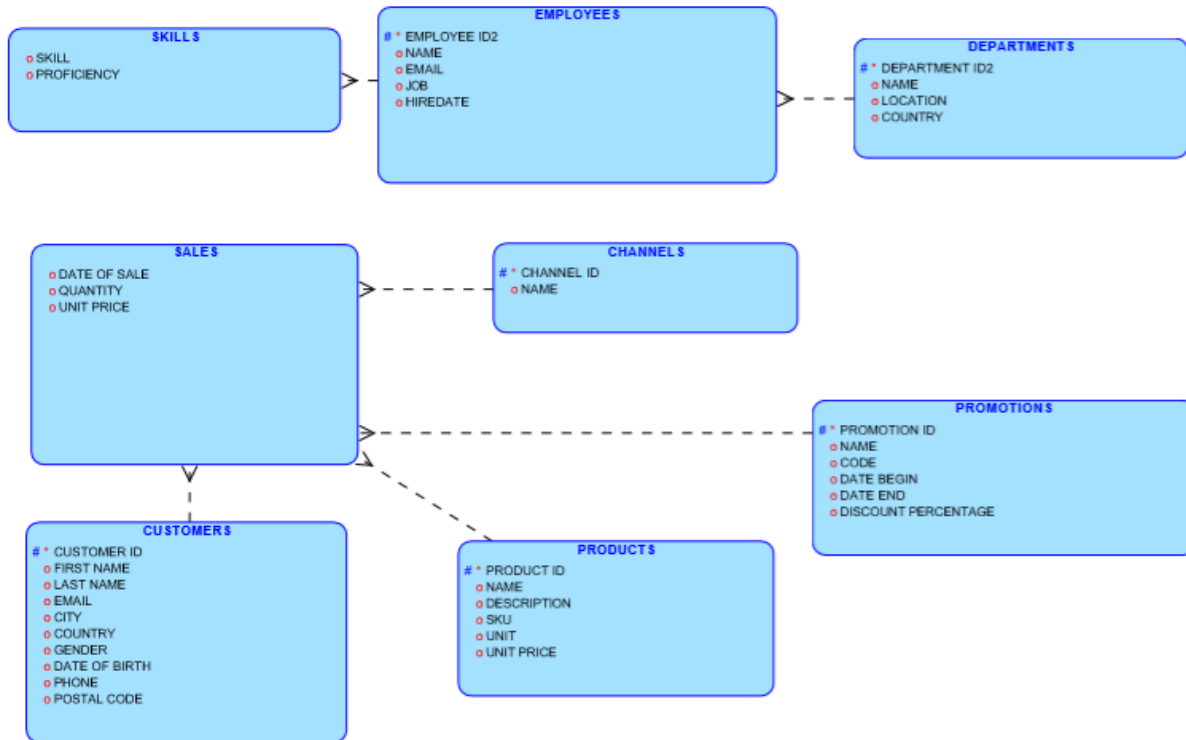 SKILLS
o SKILL
o PROFICIENCY
EMPLOYEES
# * EMPLOYEE ID2
o NAME
o EMAIL
o JOB
o HIREDATE
DEPARTMENTS
# * DEPARTMENT ID2
o NAME
o LOCATION
o COUNTRY
SALES
o DATE OF SALE
o QUANTITY
o UNIT PRICE
CHANNELS
# * CHANNEL ID
o NAME
PROMOTIONS
# * PROMOTION ID
o NAME
o CODE
o DATE BEGIN
o DATE END
o DISCOUNT PERCENTAGE
CUSTOMERS
# * CUSTOMER ID
o FIRST NAME
o LAST NAME
o EMAIL
o CITY
o COUNTRY
o GENDER
o DATE OF BIRTH
o PHONE
o POSTAL CODE
PRODUCTS
# * PRODUCT ID
o NAME
o DESCRIPTION
o SKU
o UNIT
o UNIT PRICE